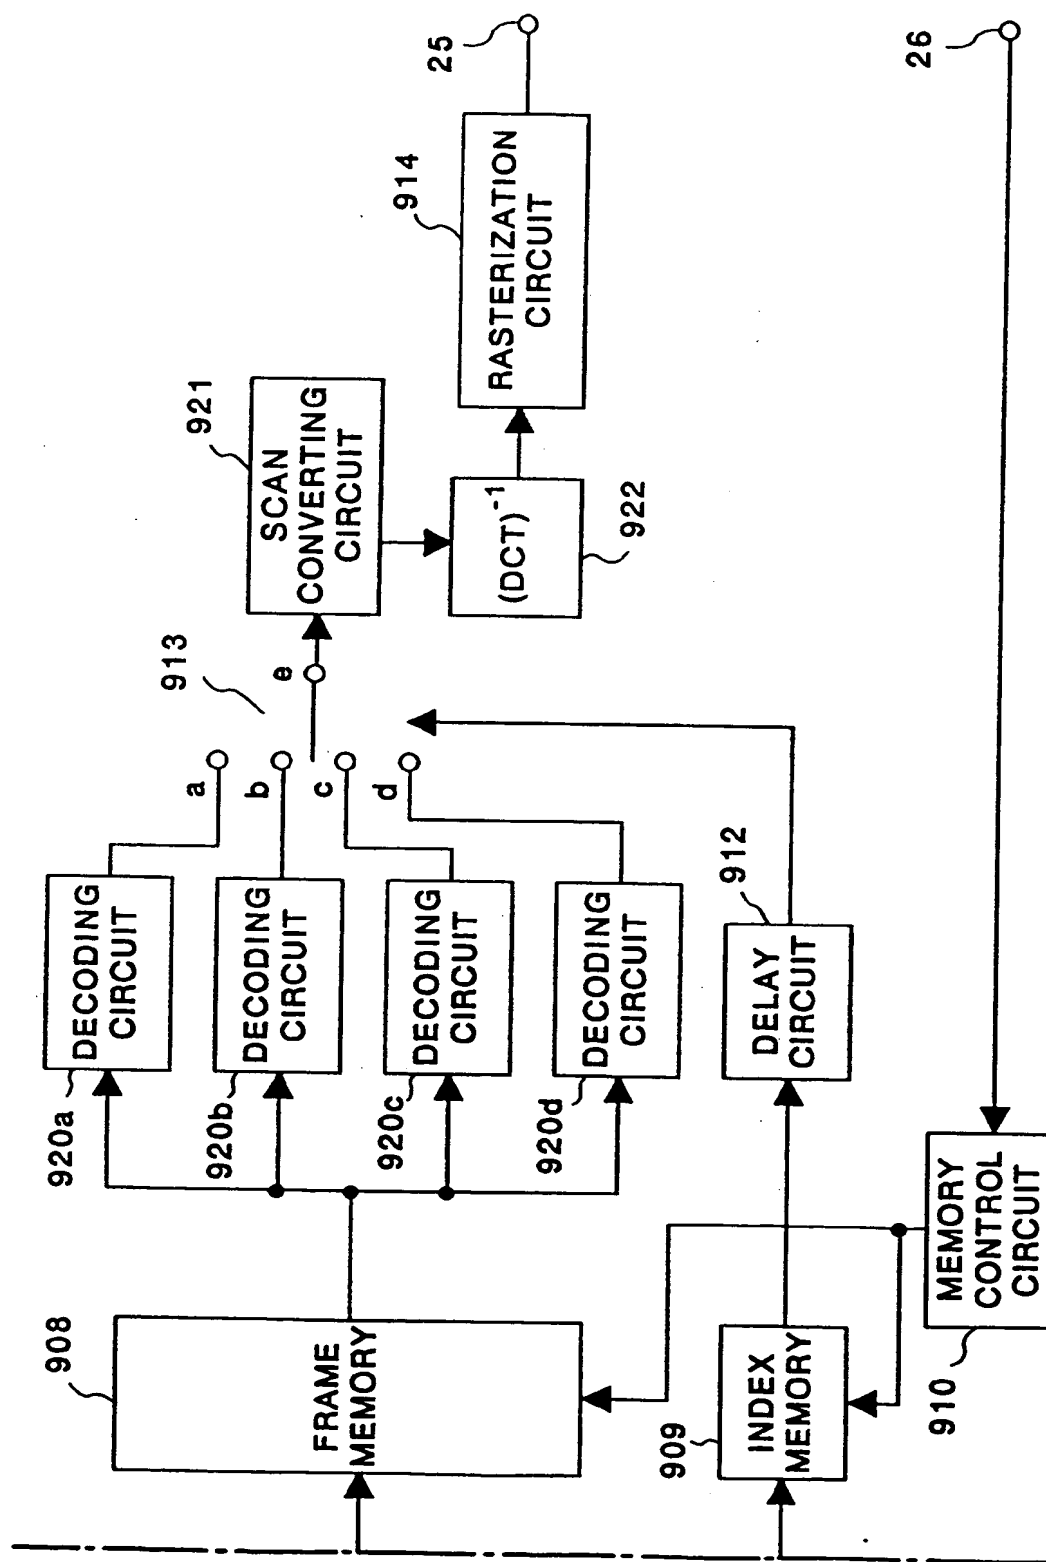 908
FRAME
MEMORY
909
INDEX
MEMORY
910
MEMORY
CONTROL
CIRCUIT
920a
DECODING
CIRCUIT
920b
DECODING
CIRCUIT
920c
DECODING
CIRCUIT
920d
DECODING
CIRCUIT
912
DELAY
CIRCUIT
a
b
c
d
e
913
921
SCAN
CONVERTING
CIRCUIT
(DCT)⁻¹
922
914
RASTERIZATION
CIRCUIT
25
26